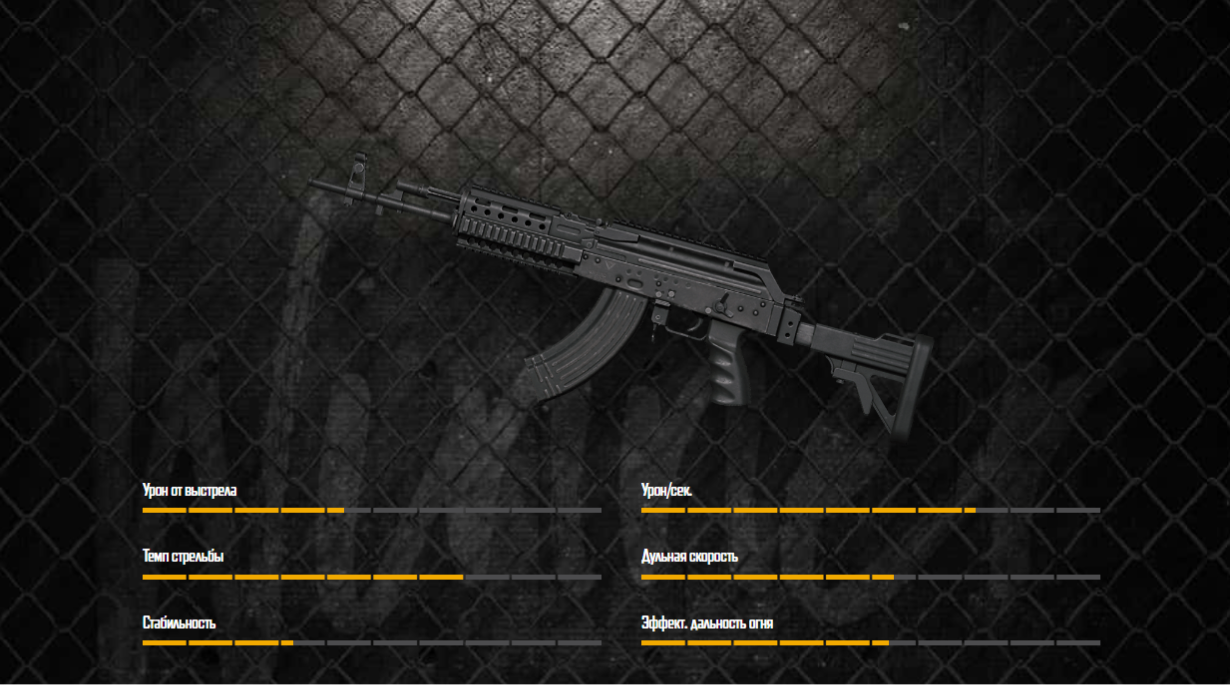 Урон от выстрела
Урон/сек.
Темп стрельбы
Дульная скорость
Стабильность
Эффект. дальность огня